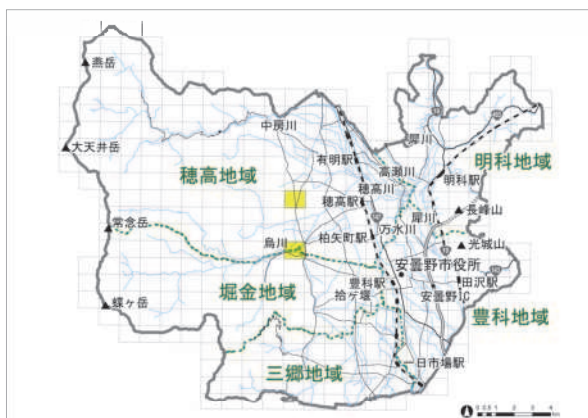 燕岳
中房川
犀川
大天井岳
有明駅
高瀬川
明科地域
穂高地域
穂高川
明科駅
穂高駅
犀川
長峰山
常念岳
万水川
烏川
柏矢町駅
光城山
安曇野市役所
豊科駅
田沢駅
堀金地域
拾ケ堰
安曇野IC
蝶ヶ岳
豊科地域
日市場駅
三郷地域